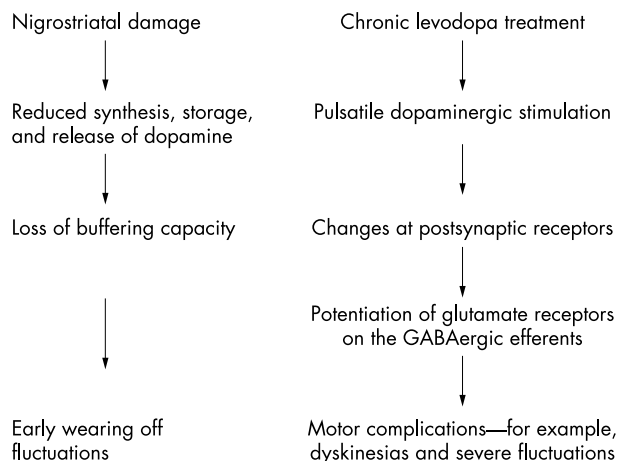 Nigrostriatal damage
Reduced synthesis, storage,
and release of dopamine
Loss of buffering capacity
Early wearing off
fluctuations
Chronic levodopa treatment
Pulsatile dopaminergic stimulation
Changes at postsynaptic receptors
Potentiation of glutamate receptors
on the GABAergic efferents
Motor complications—for example,
dyskinesias and severe fluctuations